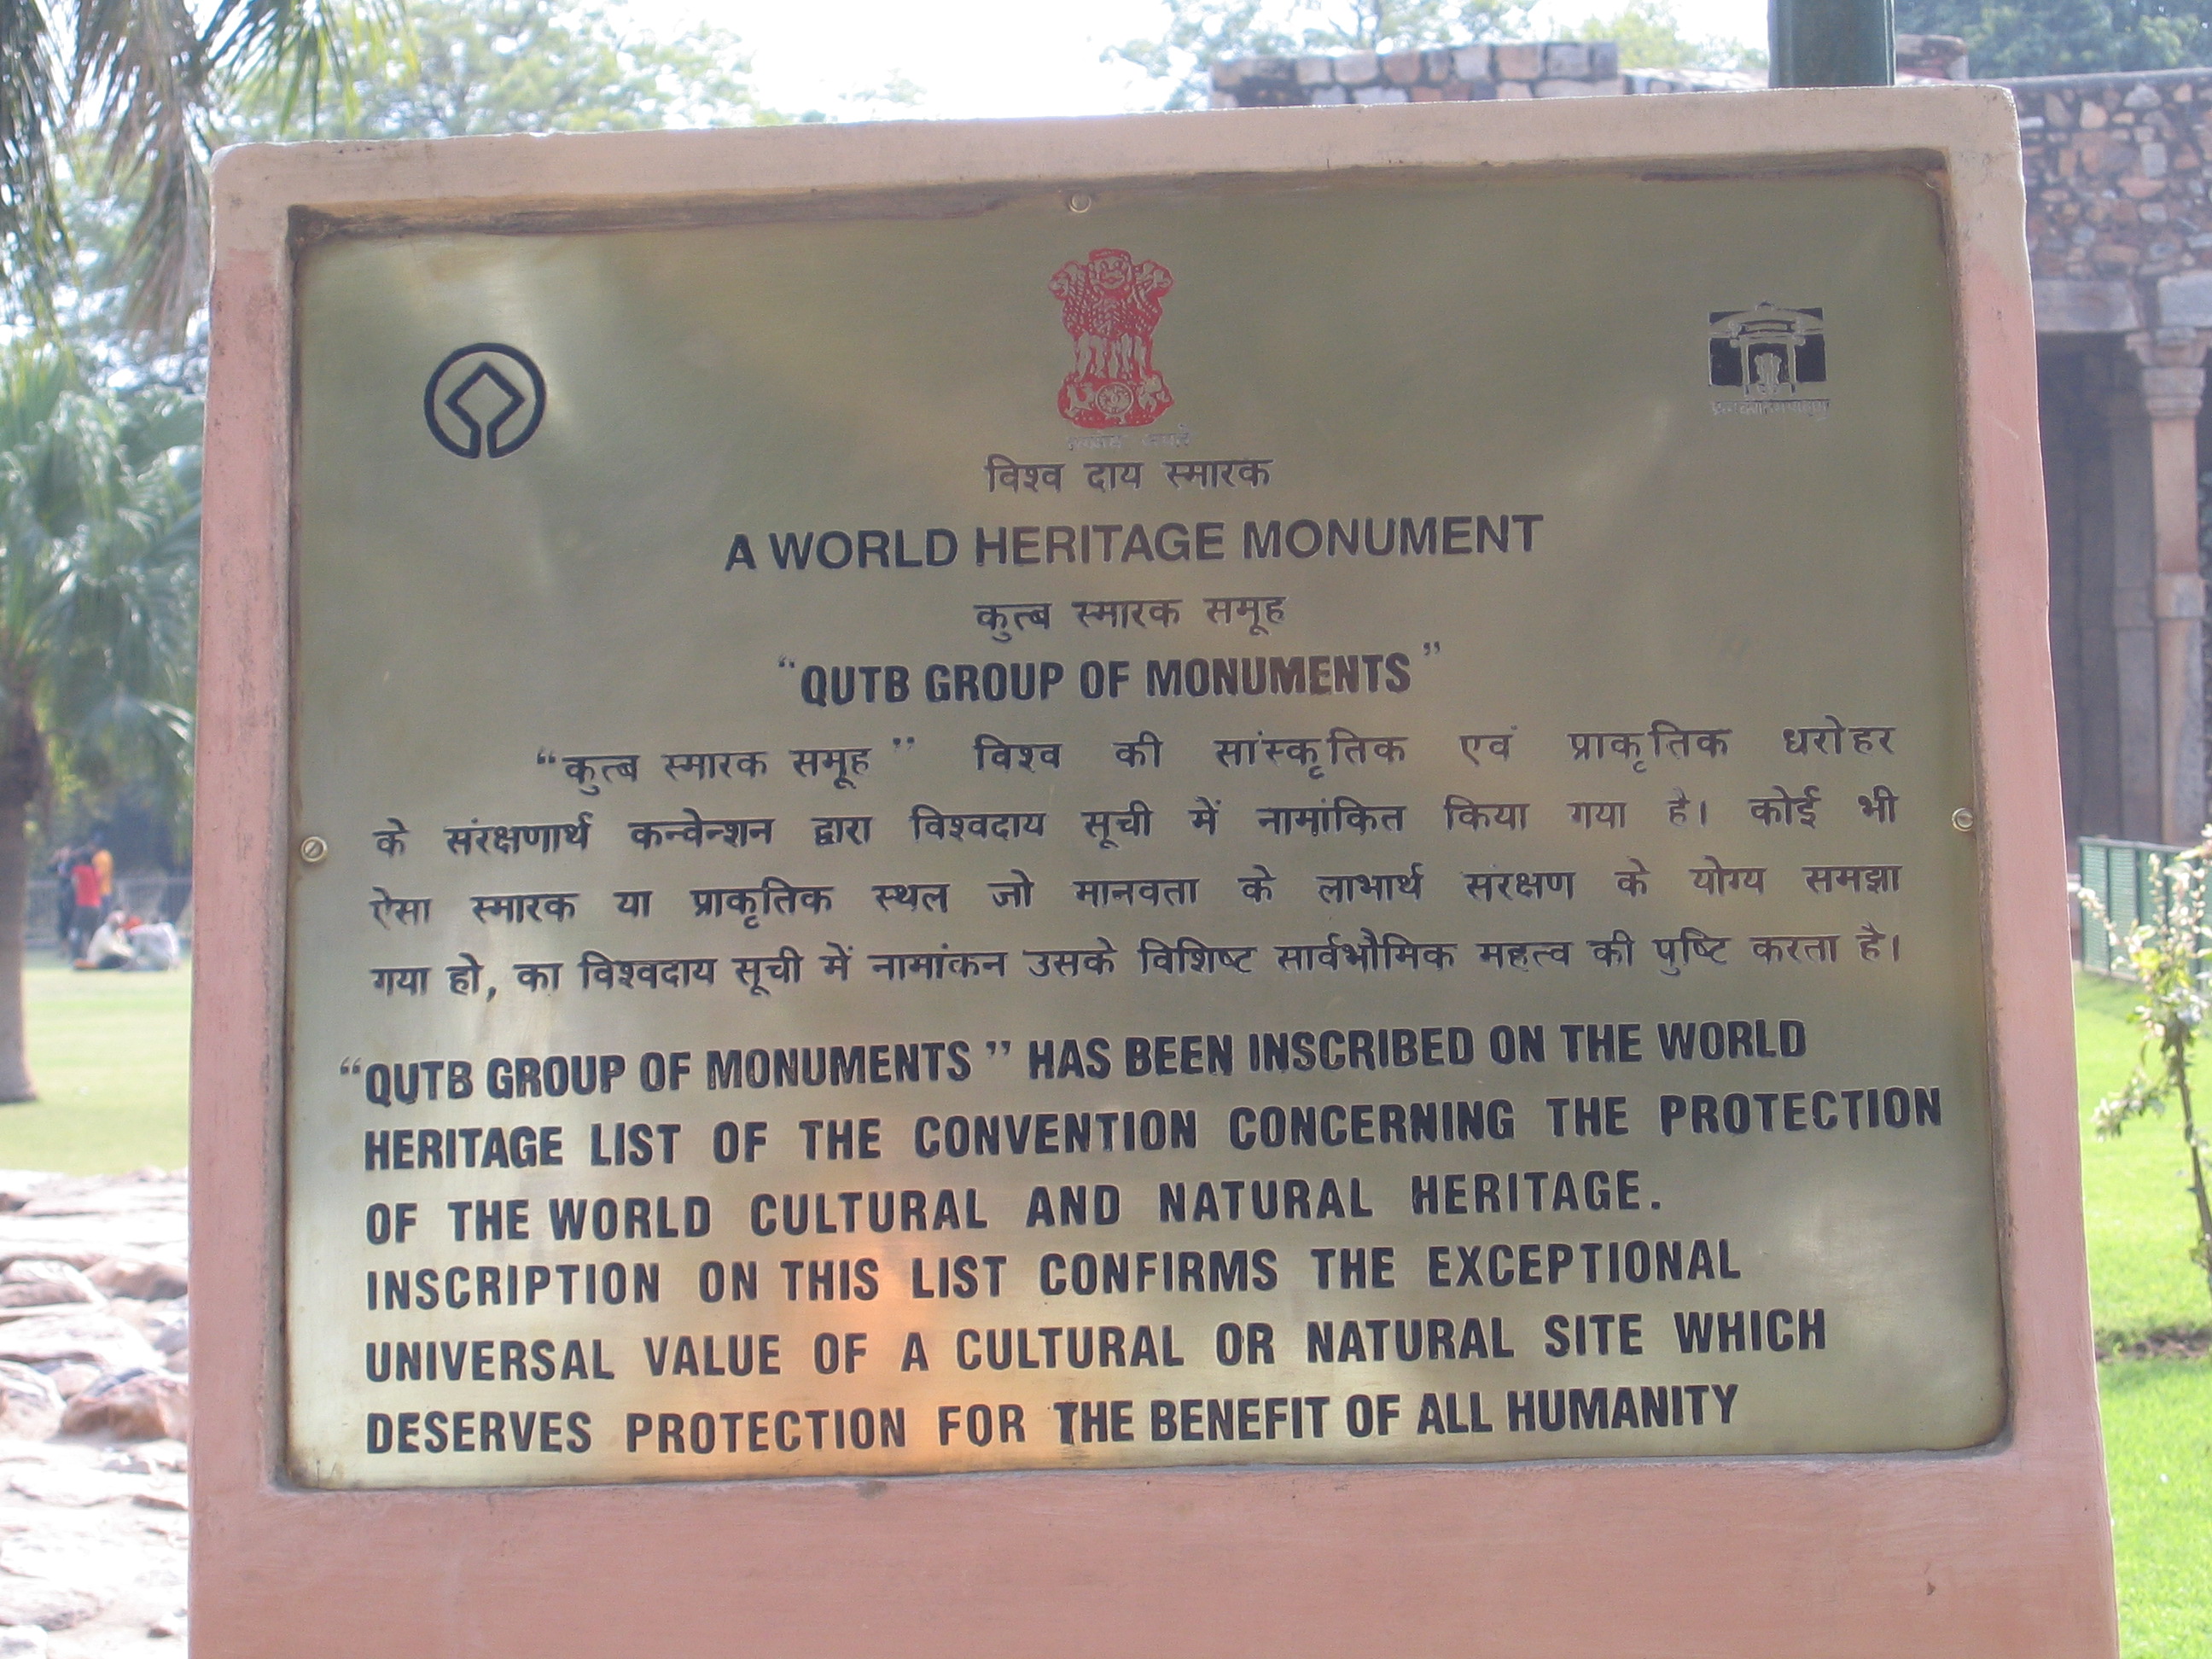 विश्व दाय स्मारक
A WORLD HERITAGE MONUMENT
कुत्ब स्मारक समूह
“QUTB GROUP OF MONUMENTS”
“कुत्ब स्मारक समूह” विश्व की सांस्कृतिक एवं प्राकृतिक धरोहर
के संरक्षणार्थ कन्वेन्शन द्वारा विश्वदाय सूची में नामांकित किया गया है। कोई भी
ऐसा स्मारक या प्राकृतिक स्थल जो मानवता के लाभार्थ संरक्षण के योग्य समझा
गया हो, का विश्वदाय सूची में नामांकन उसके विशिष्ट सार्वभौमिक महत्व की पुष्टि करता है।
“QUTB GROUP OF MONUMENTS” HAS BEEN INSCRIBED ON THE WORLD
HERITAGE LIST OF THE CONVENTION CONCERNING THE PROTECTION
OF THE WORLD CULTURAL AND NATURAL HERITAGE.
INSCRIPTION ON THIS LIST CONFIRMS THE EXCEPTIONAL
UNIVERSAL VALUE OF A CULTURAL OR NATURAL SITE WHICH
DESERVES PROTECTION FOR THE BENEFIT OF ALL HUMANITY